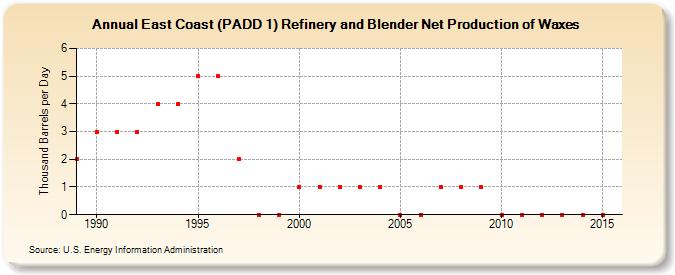 Annual East Coast (PADD 1) Refinery and Blender Net Production of Waxes
Thousand Barrels per Day
6
5
4
3
2
1
0
1990 1995 2000 2005 2010 2015
Source: U.S. Energy Information Administration